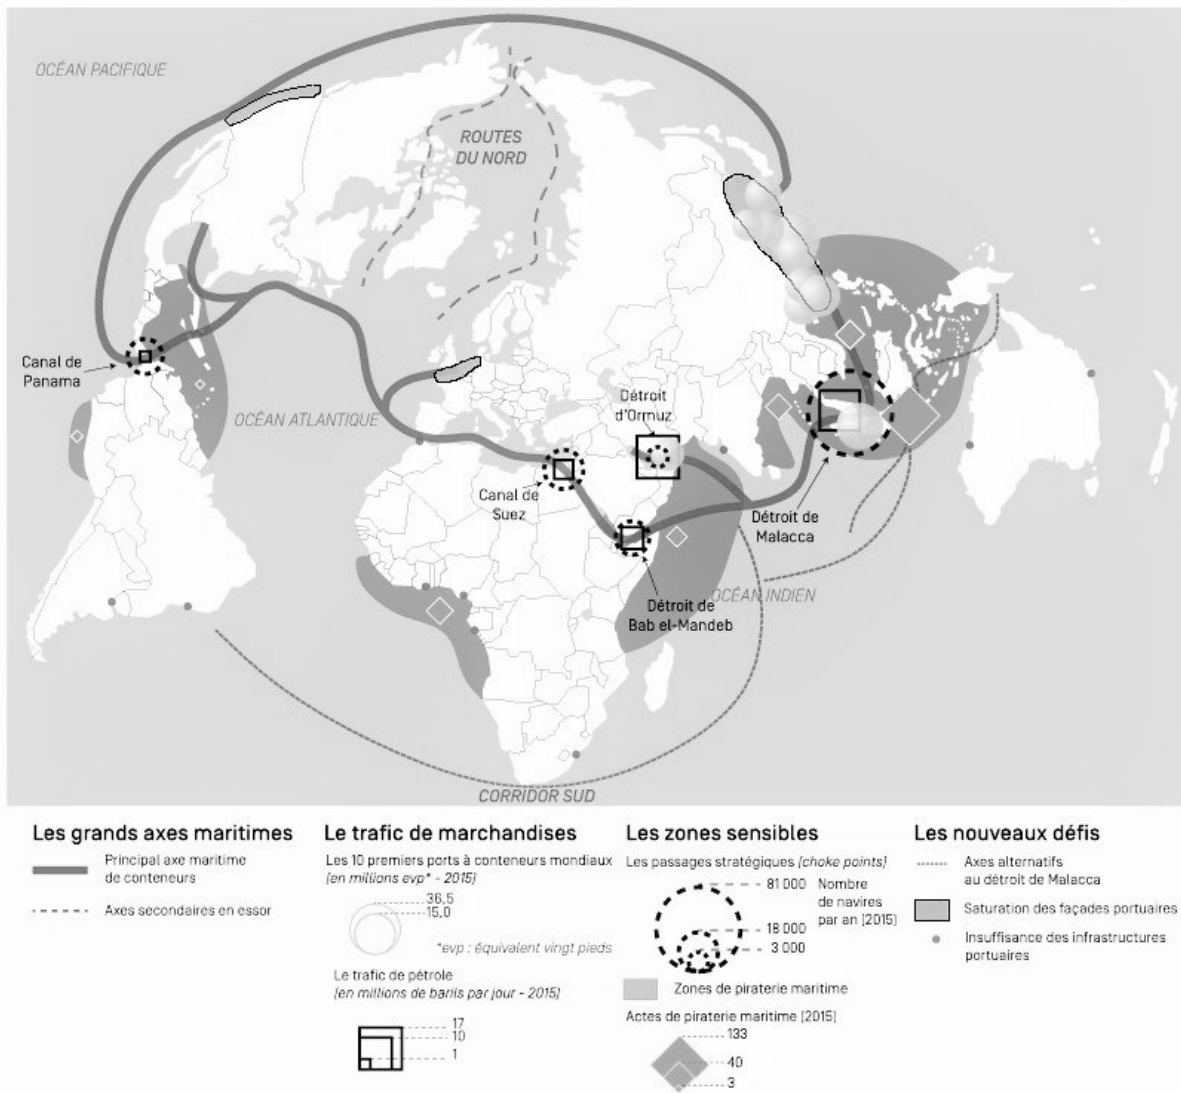 OCÉAN PACIFIQUE
ROUTES
DU NORD
Canal de
Panama
OCÉAN ATLANTIQUE
Détroit
d'Ormuz
Canal de
Suez
Détroit de
Malacca
OCÉAN INDIEN
Détroit de
Bab el-Mandeb
CORRIDOR SUD
Les grands axes maritimes
Principal axe maritime
de conteneurs
Axes secondaires en essor
Le trafic de marchandises
Les 10 premiers ports à conteneurs mondiaux
(en millions evp* - 2015)
36,5
15,0
*evp : équivalent vingt pieds
Le trafic de pétrole
(en millions de barils par jour - 2015)
17
10
1
Les zones sensibles
Les passages stratégiques (choke points)
81 000
18 000
3 000
Nombre
de navires
par an [2015]
Zones de piraterie maritime
Actes de piraterie maritime [2015]
133
40
3
Les nouveaux défis
Axes alternatifs
au détroit de Malacca
Saturation des façades portuaires
Insuffisance des infrastructures
portuaires